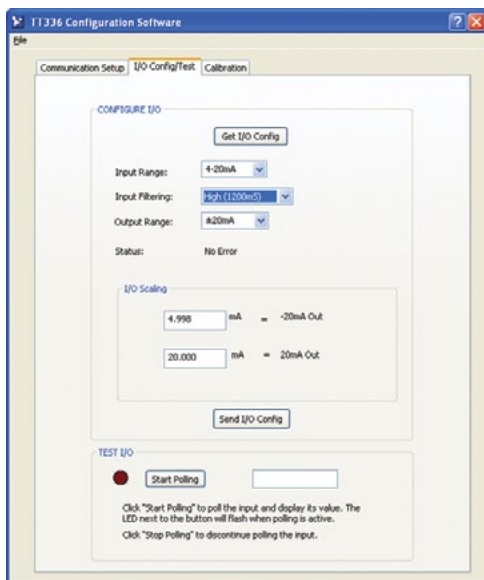 TT336 Configuration Software
File
Communication Setup I/O Config/Test Calibration
CONFIGURE I/O
Get I/O Config
Input Range: 4-20mA
Input Filtering: High (1200mS)
Output Range: ±20mA
Status: No Error
I/O Scaling
4.998 mA = -20mA Out
20.000 mA = 20mA Out
Send I/O Config
TEST I/O
Start Polling
Click "Start Polling" to poll the input and display its value. The
LED next to the button will flash when polling is active.
Click "Stop Polling" to discontinue polling the input.